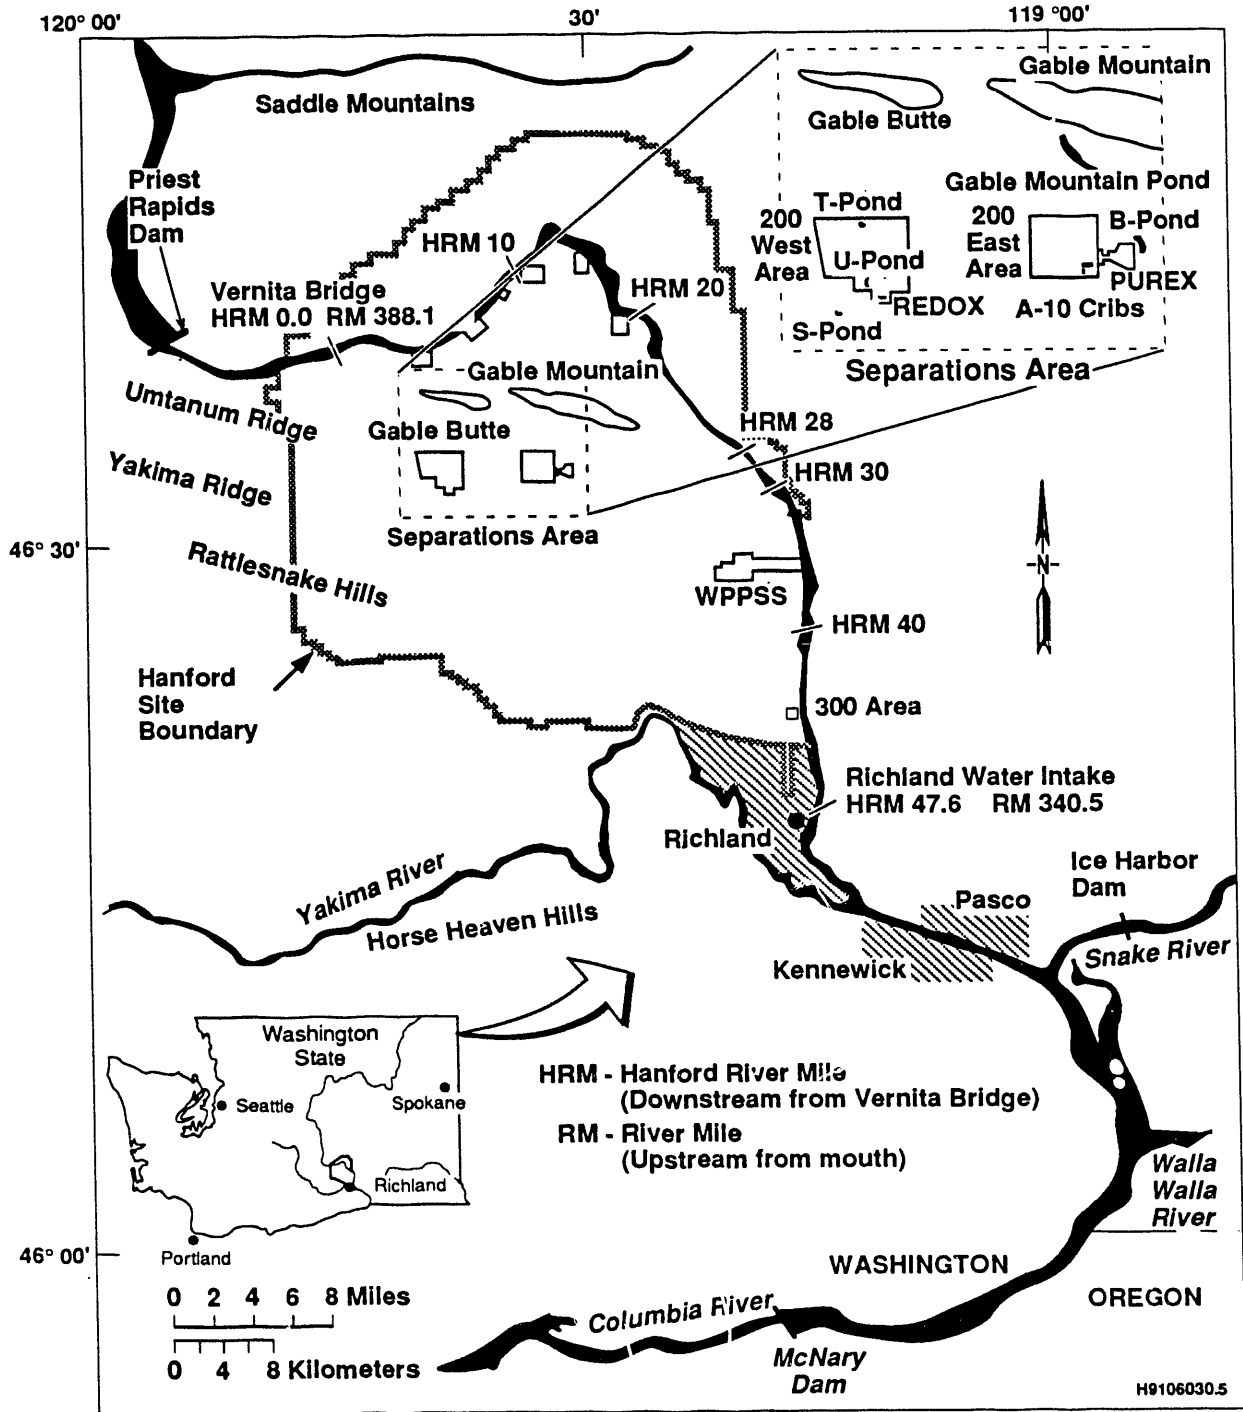 120 °00'
30'
119 °00'
Saddle Mountains
Gable Mountain
Gable Butte
Priest
Rapids
Dam
Gable Mountain Pond
T-Pond
200
West
Area
U-Pond
200
East
Area
B-Pond
PUREX
REDOX
A-10 Cribs
S-Pond
Separations Area
HRM 10
Vernita Bridge
HRM 0.0 RM 388.1
HRM 20
Gable Mountain
Umtanum Ridge
Gable Butte
HRM 28
Yakima Ridge
HRM 30
Separations Area
46° 30'
Rattlesnake Hills
N
WPPSS
HRM 40
Hanford
Site
Boundary
300 Area
Richland Water Intake
HRM 47.6 RM 340.5
Richland
Ice Harbor
Dam
Yakima River
Pasco
Horse Heaven Hills
Snake River
Kennewick
Washington
State
Seattle
Spokane
Richland
Portland
HRM - Hanford River Mile
(Downstream from Vernita Bridge)
RM - River Mile
(Upstream from mouth)
Walla
Walla
River
46° 00'
WASHINGTON
OREGON
0 2 4 6 8 Miles
0 4 8 Kilometers
Columbia River
McNary
Dam
H9106030.5